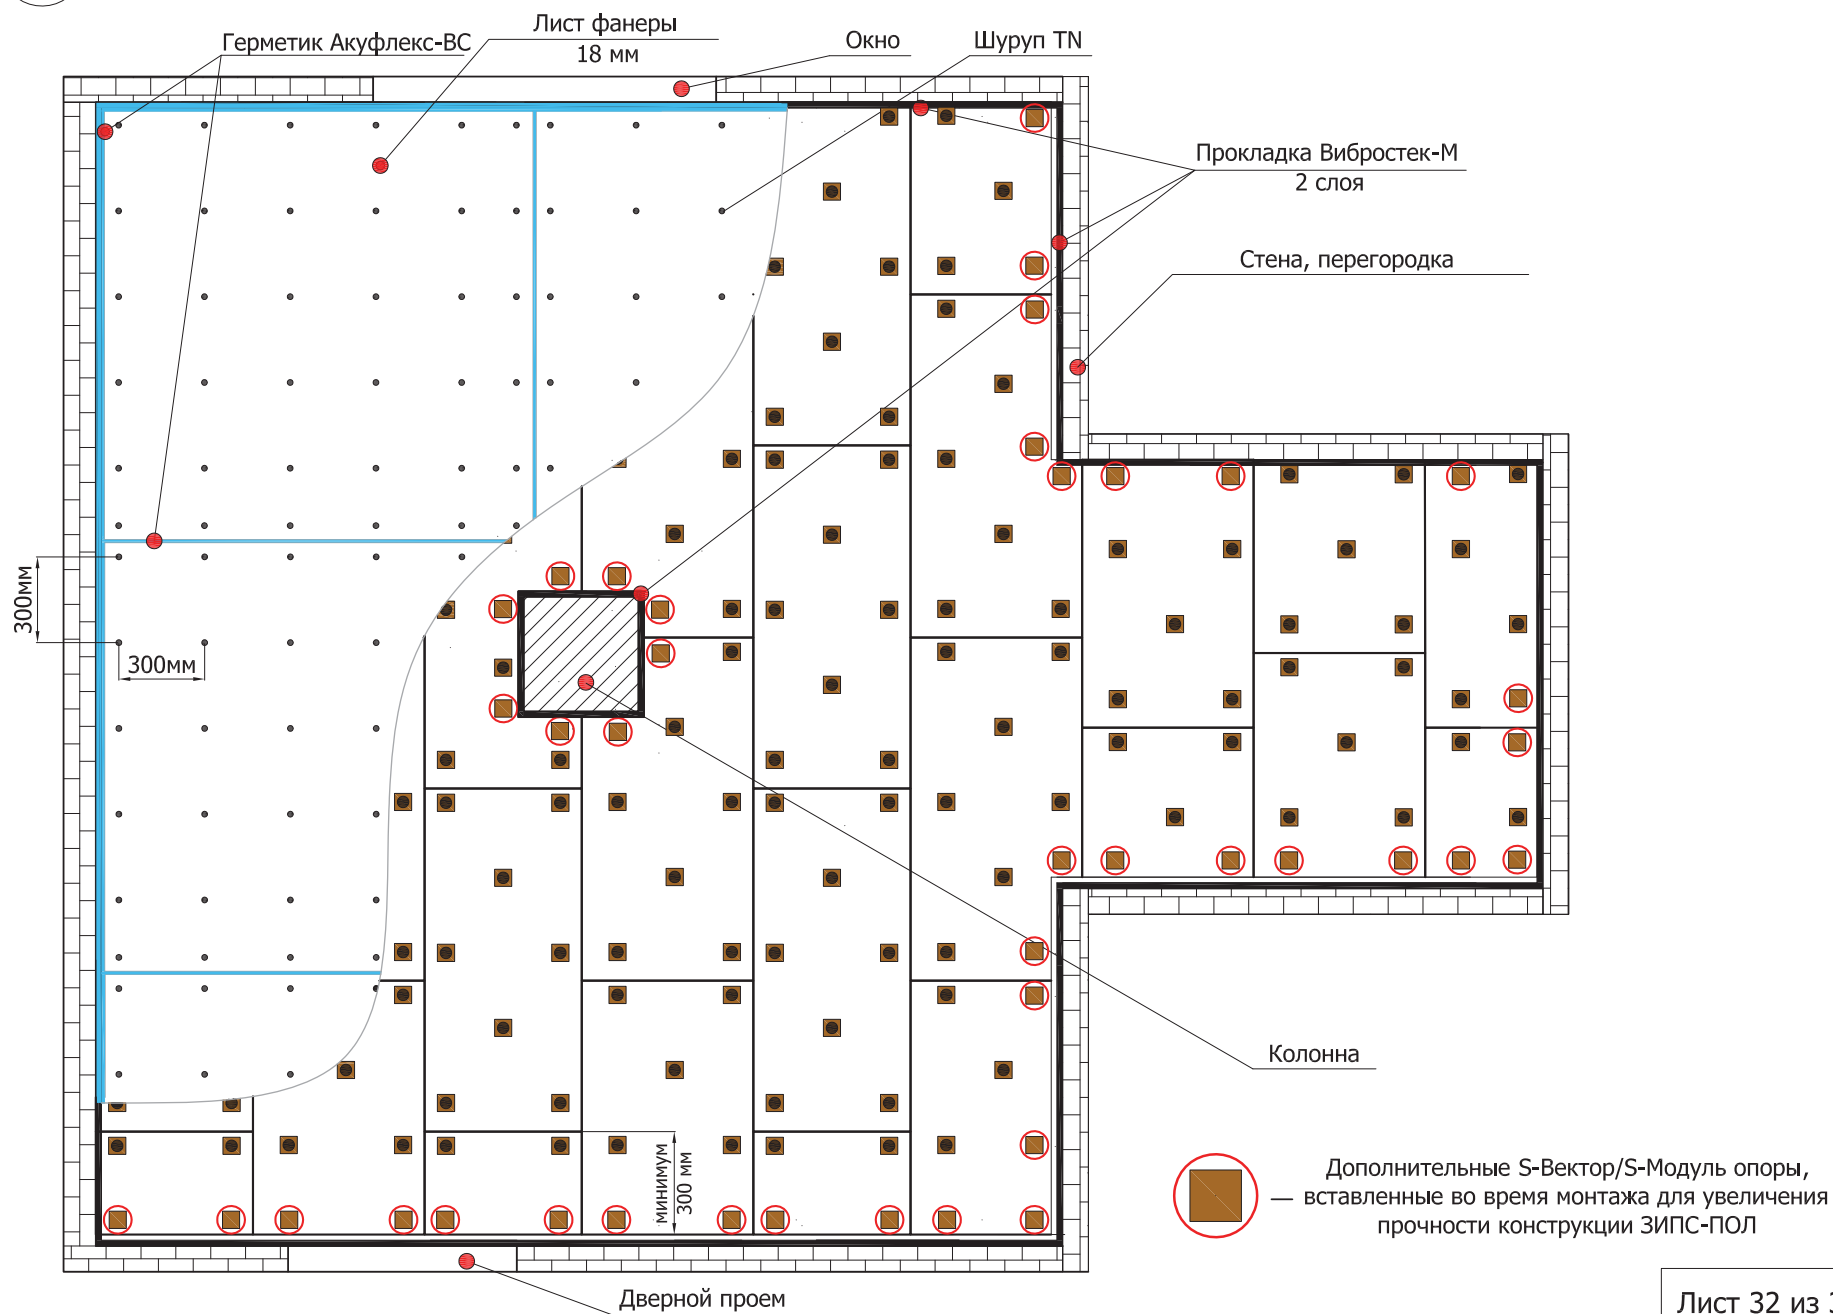 Герметик Акуфлекс-ВС
Лист фанеры
18 мм
Окно
Шуруп TN
Прокладка Вибростек-М
2 слоя
Стена, перегородка
300мм
300мм
Колонна
минимум
300 мм
Дополнительные S-Вектор/S-Модуль опоры,
— вставленные во время монтажа для увеличения
прочности конструкции ЗИПС-ПОЛ
Дверной проем
Лист 32 из